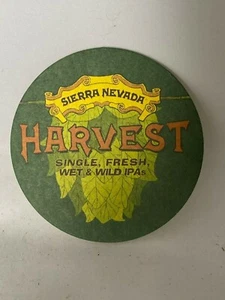 SIERRA NEVADA
HARVEST
SINGLE, FRESH,
WET & WILD IPAs